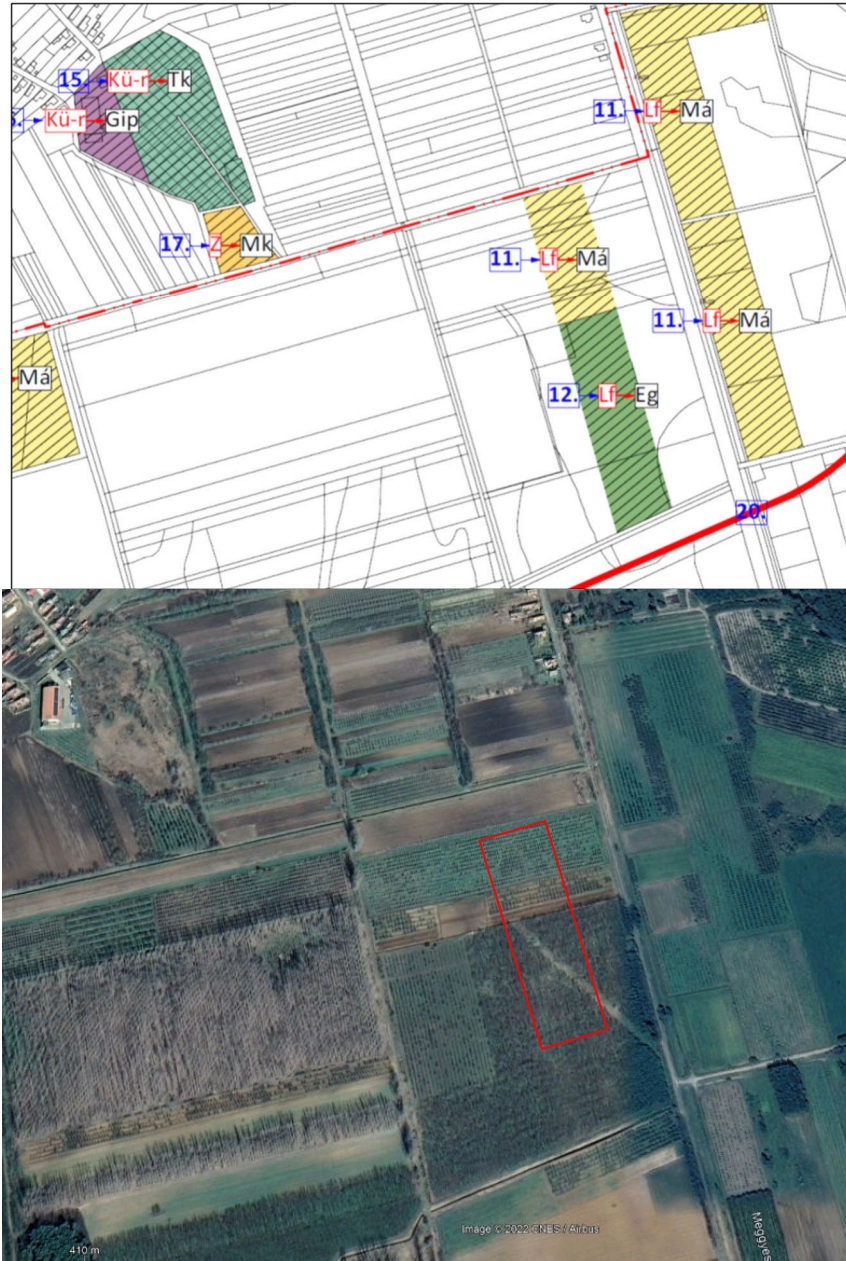 15. Kü-r Tk
Kü-r Gip
17. Z Mk
11. Lf Má
11. Lf Má
11. Lf Má
Má
12. Lf Eg
20.
Image © 2022 CNES / Airbus
410 m
Meggyes